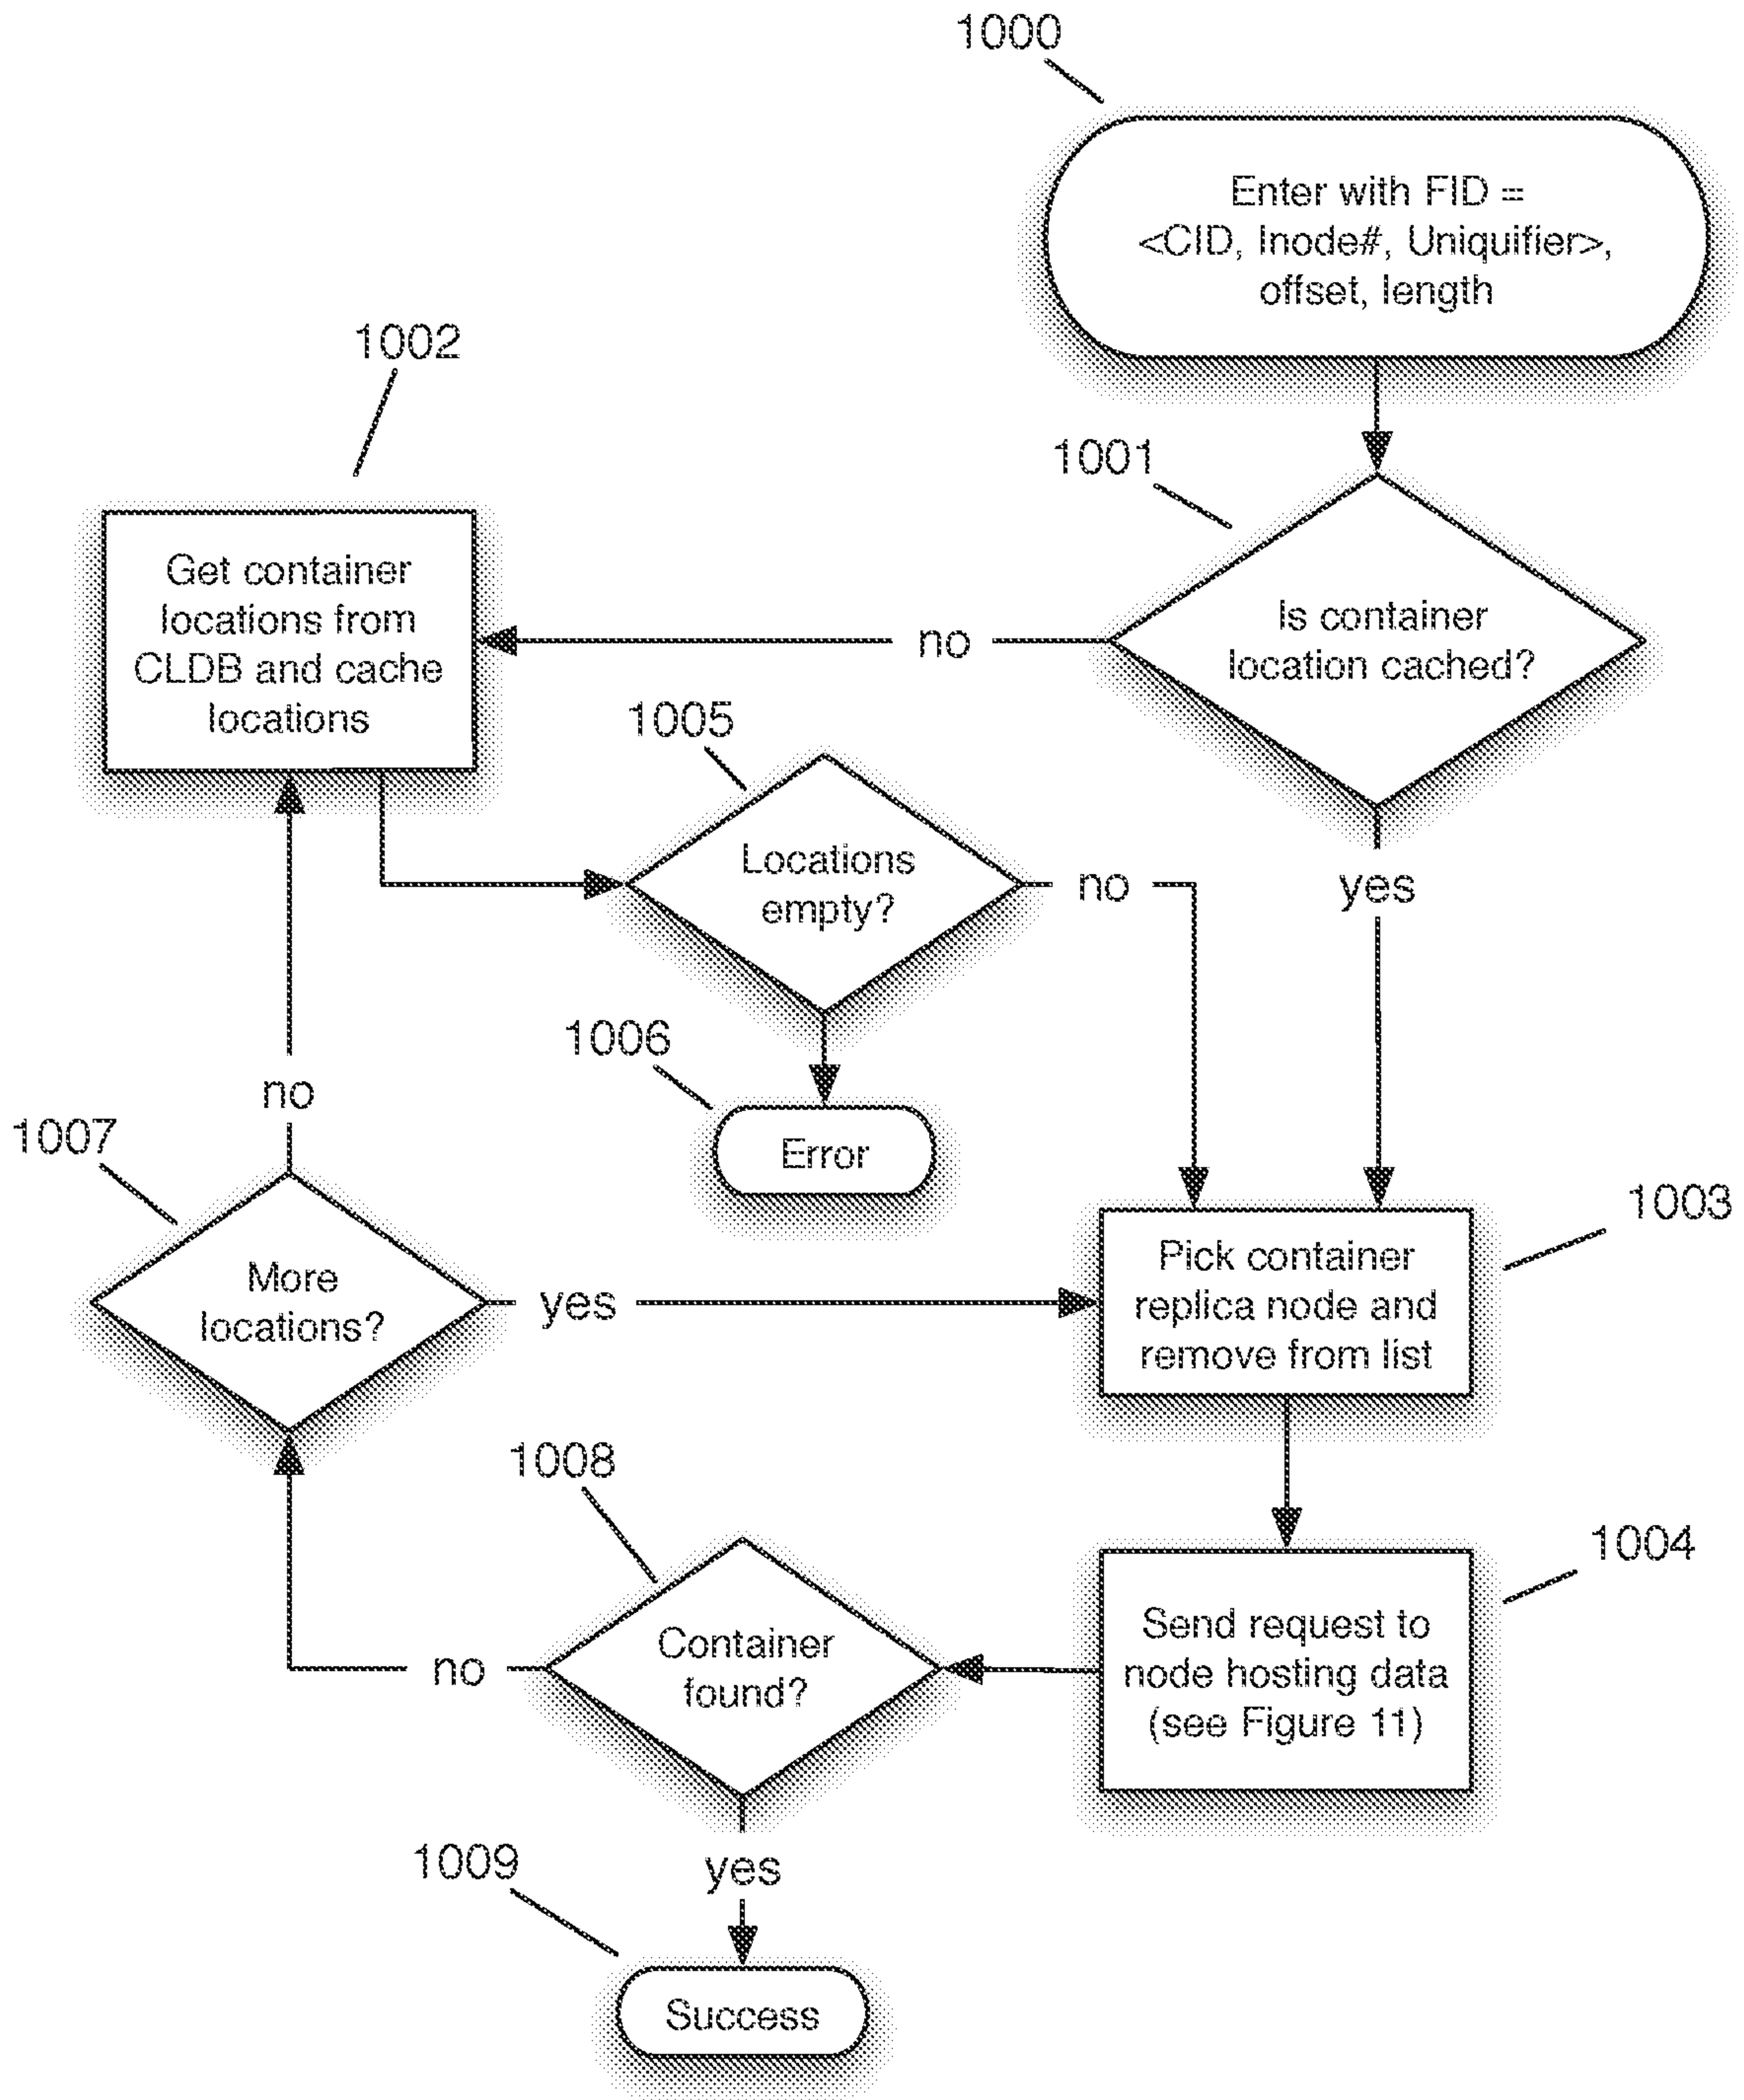 1000
Enter with FID =
<CID, Inode#, Uniquifier>,
offset, length
1002
1001
Get container
locations from
CLDB and cache
locations
no
Is container
location cached?
1005
Locations
empty?
no
yes
1006
Error
no
1007
More
locations?
yes
1003
Pick container
replica node and
remove from list
1008
Container
found?
no
1004
Send request to
node hosting data
(see Figure 11)
yes
1009
Success